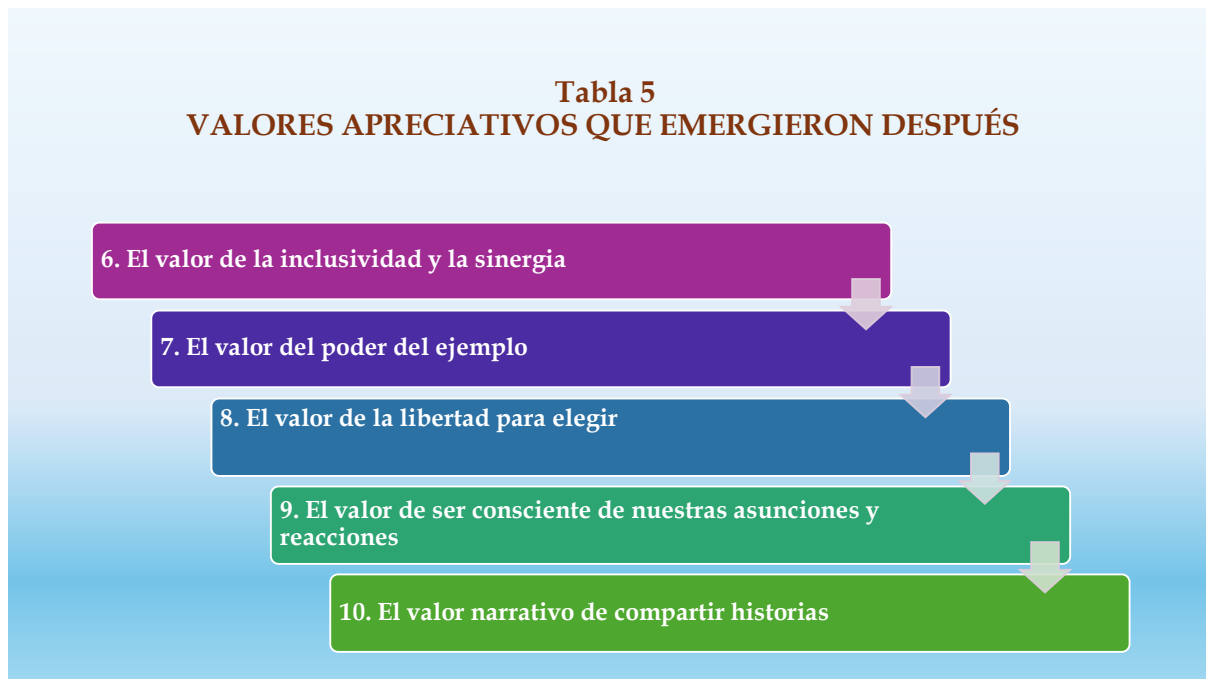 Tabla 5
VALORES APRECIATIVOS QUE EMERGIERON DESPUÉS
6. El valor de la inclusividad y la sinergia
7. El valor del poder del ejemplo
8. El valor de la libertad para elegir
9. El valor de ser consciente de nuestras asunciones y
reacciones
10. El valor narrativo de compartir historias